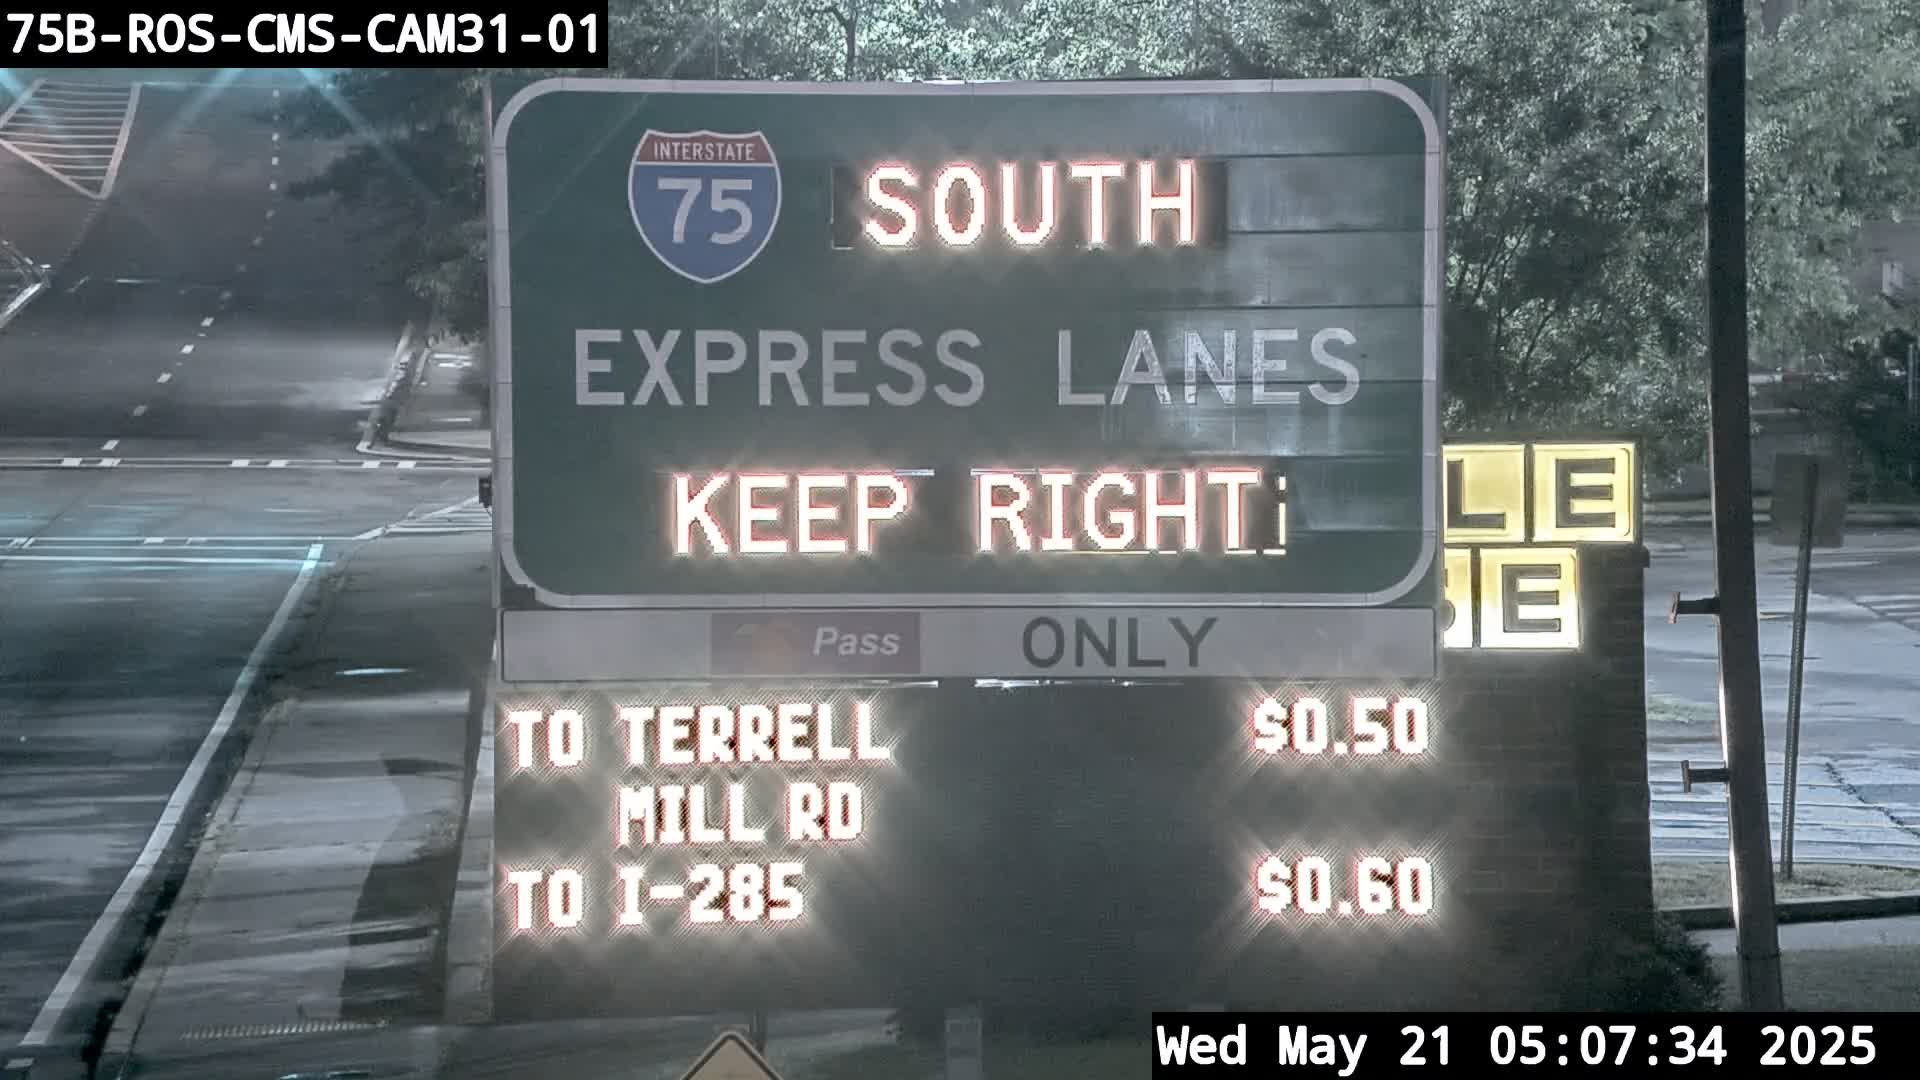 75B-ROS-CMS-CAM31-01
INTERSTATE
75
SOUTH
EXPRESS LANES
KEEP RIGHT
Pass ONLY
TO TERRELL $0.50
MILL RD
TO I-285 $0.60
LE
E
Wed May 21 05:07:34 2025